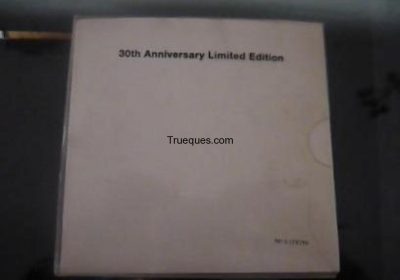 30th Anniversary Limited Edition
Trueques.com